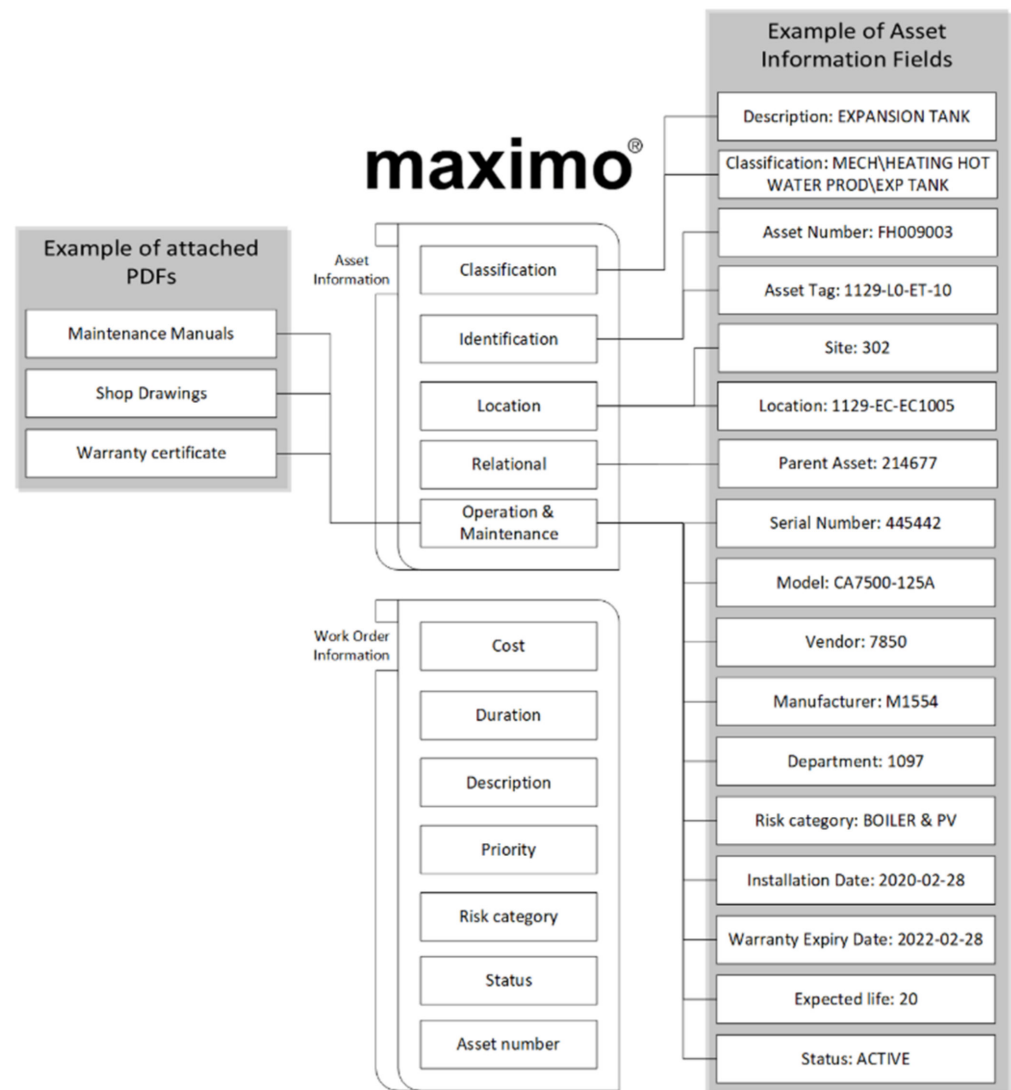 Example of Asset
Information Fields
Description: EXPANSION TANK
Classification: MECH\HEATING HOT
WATER PROD\EXP TANK
Asset Number: FH009003
Asset Tag: 1129-L0-ET-10
Site: 302
Location: 1129-EC-EC1005
Parent Asset: 214677
Serial Number: 445442
Model: CA7500-125A
Vendor: 7850
Manufacturer: M1554
Department: 1097
Risk category: BOILER & PV
Installation Date: 2020-02-28
Warranty Expiry Date: 2022-02-28
Expected life: 20
Status: ACTIVE
maximo®
Asset
Information
Classification
Identification
Location
Relational
Operation &
Maintenance
Example of attached
PDFs
Maintenance Manuals
Shop Drawings
Warranty certificate
Work Order
Information
Cost
Duration
Description
Priority
Risk category
Status
Asset number